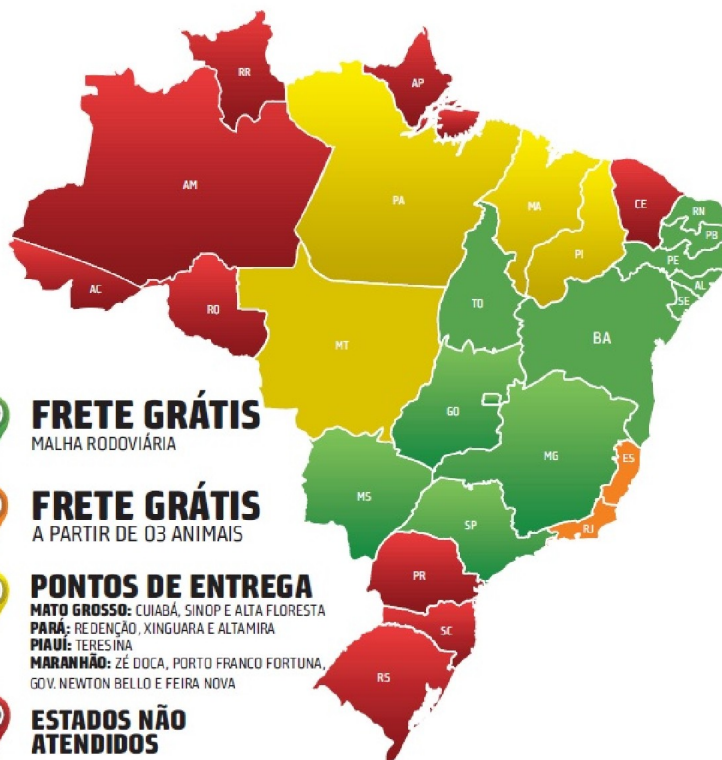 RR
AP
AM
PA
MA
CE
RN
PB
PI
PE
AL
SE
AC
RO
TO
MT
BA
GO
MG
ES
MS
SP
RJ
PR
SC
RS
FRETE GRÁTIS
MALHA RODOVIÁRIA
FRETE GRÁTIS
A PARTIR DE 03 ANIMAIS
PONTOS DE ENTREGA
MATO GROSSO: CUIABÁ, SINOP E ALTA FLORESTA
PARÁ: REDENÇÃO, XINGUARA E ALTAMIRA
PIAUÍ: TERESINA
MARANHÃO: ZÉ DOCA, PORTO FRANCO FORTUNA,
GOV. NEWTON BELLO E FEIRA NOVA
ESTADOS NÃO
ATENDIDOS